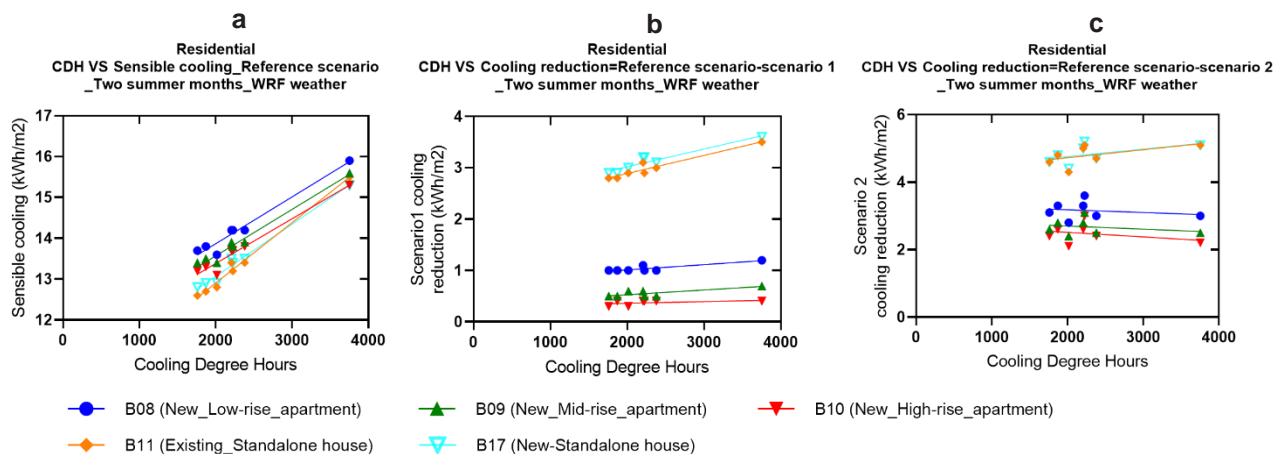 a
Residential
CDH VS Sensible cooling_Reference scenario
_Two summer months_WRF weather
17
16
15
14
13
12
Sensible cooling (kWh/m2)
0
1000
2000
3000
4000
Cooling Degree Hours
b
Residential
CDH VS Cooling reduction=Reference scenario-scenario 1
_Two summer months_WRF weather
4
3
2
1
0
Scenario1 cooling
reduction (kWh/m2)
0
1000
2000
3000
4000
Cooling Degree Hours
c
Residential
CDH VS Cooling reduction=Reference scenario-scenario 2
_Two summer months_WRF weather
6
4
2
0
Scenario 2
cooling reduction (kWh/m2)
0
1000
2000
3000
4000
Cooling Degree Hours
B08 (New_Low-rise_apartment)
B09 (New_Mid-rise_apartment)
B10 (New_High-rise_apartment)
B11 (Existing_Standalone house)
B17 (New-Standalone house)